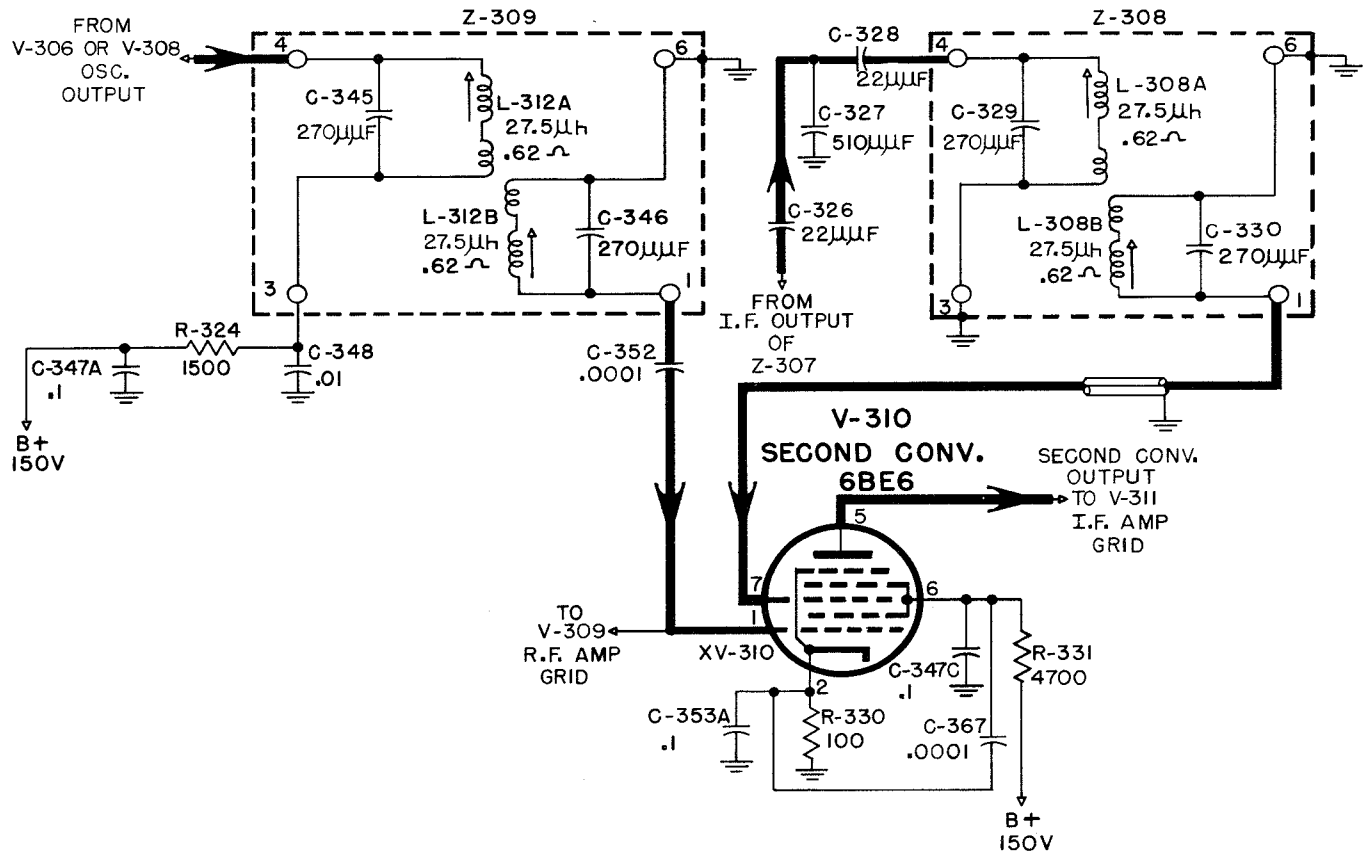 Z-309
Z-308
FROM
V-306 OR V-308
OSC.
OUTPUT
4
6
C-345
270μμF
L-312A
27.5μh
.62 Ω
L-312B
27.5μh
.62 Ω
C-346
270μμF
3
1
R-324
1500
C-347A
.1
C-348
.01
B+
150V
C-352
.0001
C-328
22μμF
C-327
510μμF
C-326
22μμF
FROM
I.F. OUTPUT
OF
Z-307
4
6
C-329
270μμF
L-308A
27.5μh
.62 Ω
L-308B
27.5μh
.62 Ω
C-330
270μμF
3
1
V-310
SECOND CONV.
6BE6
SECOND CONV.
OUTPUT
TO V-311
I.F. AMP
GRID
5
7
1
6
2
TO
V-309
R.F. AMP
GRID
XV-310
C-347C
.1
R-331
4700
C-353A
.1
R-330
100
C-367
.0001
B+
150V